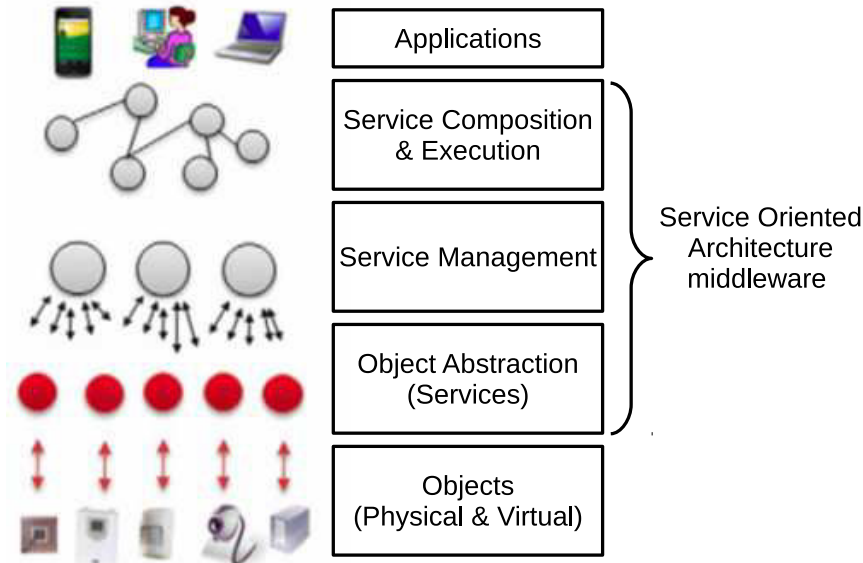 Applications
Service Composition
& Execution
Service Management
Object Abstraction
(Services)
Objects
(Physical & Virtual)
Service Oriented
Architecture
middleware